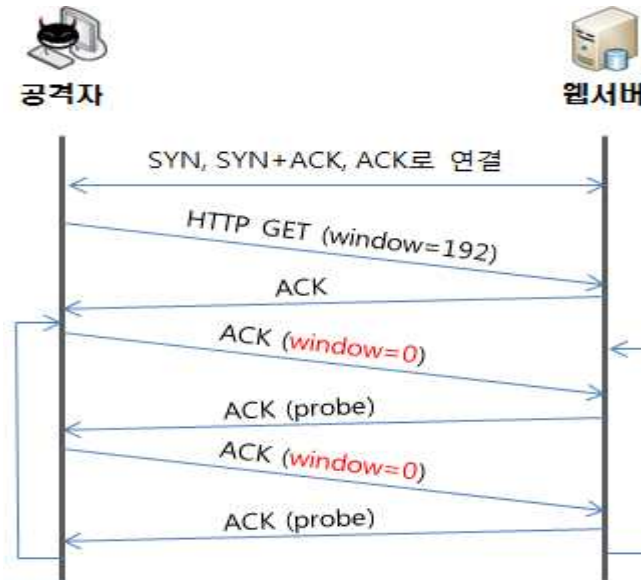 공격자
웹서버
SYN, SYN+ACK, ACK로 연결
HTTP GET (window=192)
ACK
ACK (window=0)
ACK (probe)
ACK (window=0)
ACK (probe)